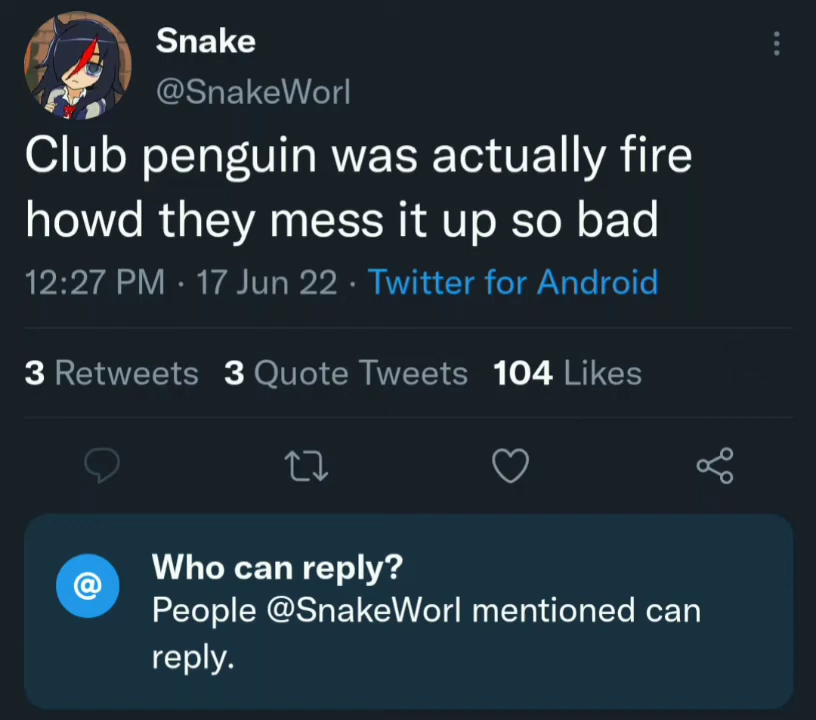 Snake
@SnakeWorl
Club penguin was actually fire
howd they mess it up so bad
12:27 PM · 17 Jun 22 · Twitter for Android
3 Retweets 3 Quote Tweets 104 Likes
@
Who can reply?
People @SnakeWorl mentioned can
reply.